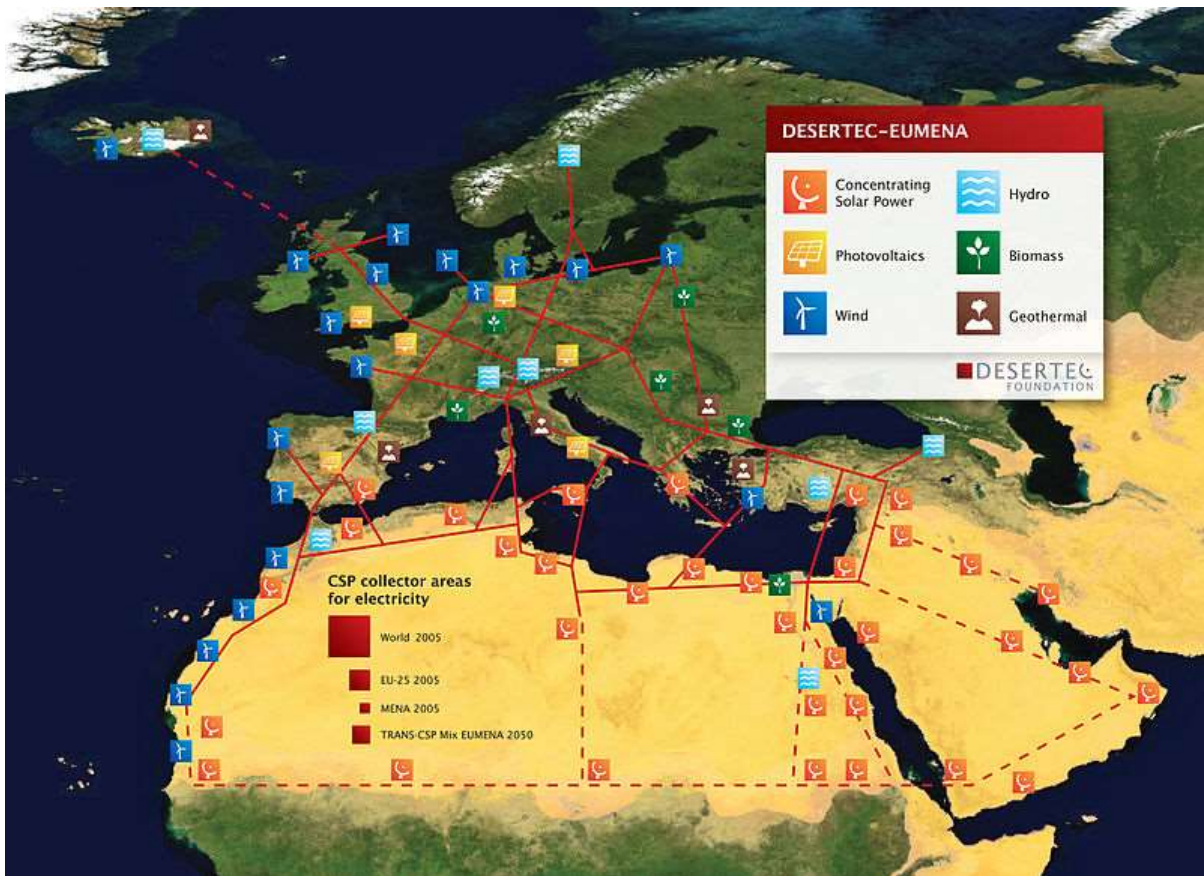 DESERTEC-EUMENA
Concentrating
Solar Power
Hydro
Photovoltaics
Biomass
Wind
Geothermal
DESERTEC
FOUNDATION
CSP collector areas
for electricity
World 2005
EU-25 2005
MENA 2005
TRANS-CSP Mix EUMENA 2050